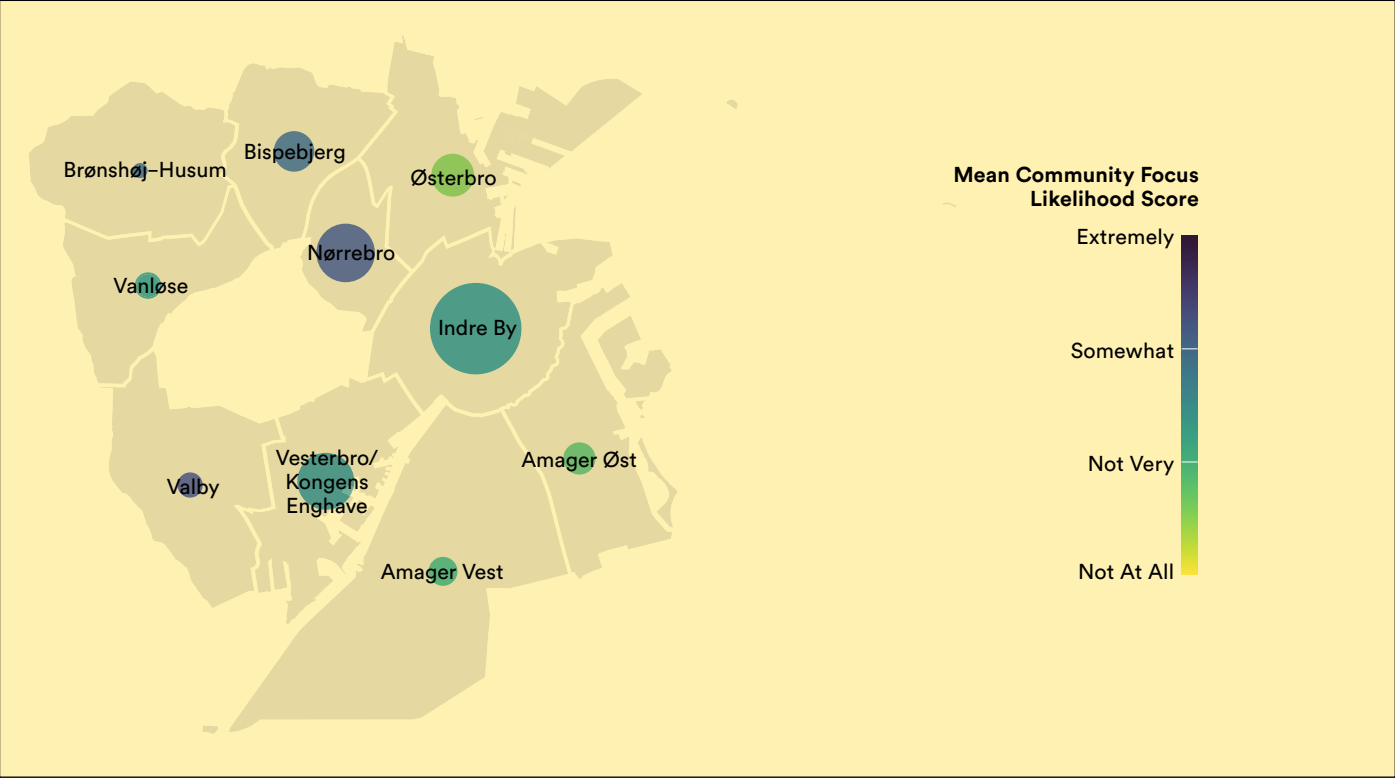 Bispebjerg
Brønshøj–Husum
Østerbro
Nørrebro
Vanløse
Indre By
Vesterbro/
Kongens
Enghave
Valby
Amager Øst
Amager Vest
Mean Community Focus
Likelihood Score
Extremely
Somewhat
Not Very
Not At All